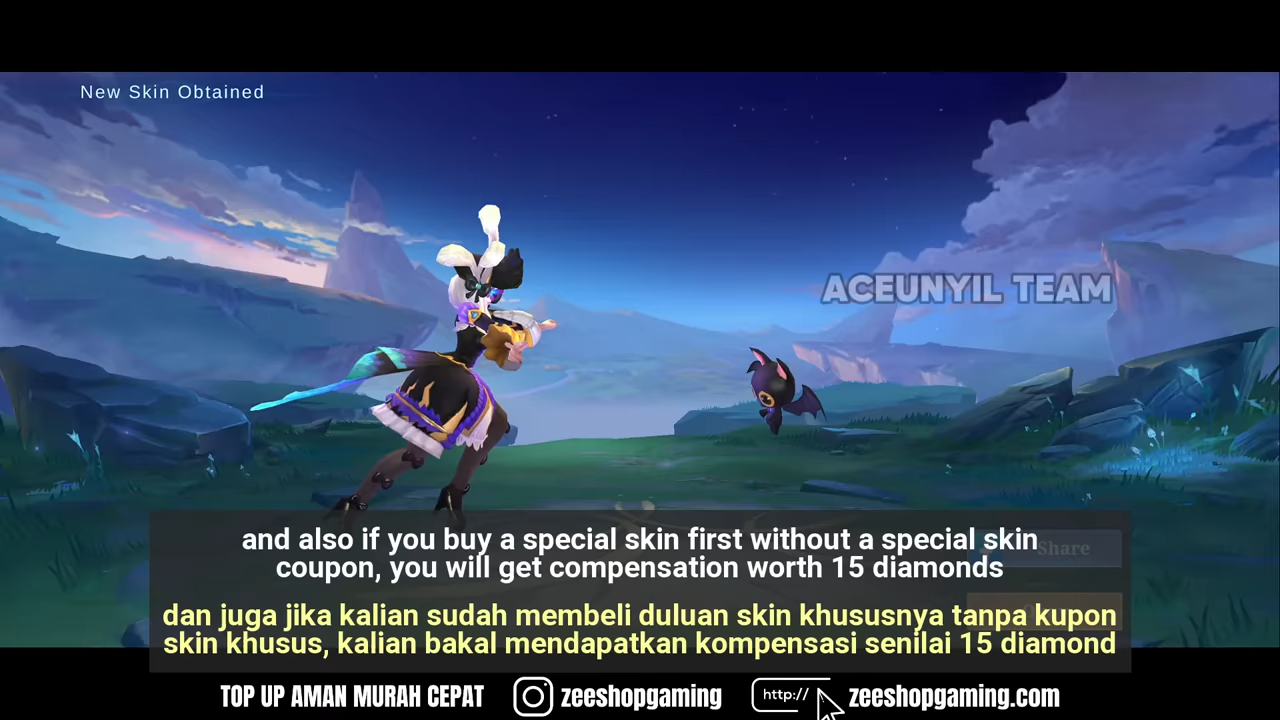 New Skin Obtained
ACEUNYIL TEAM
Share
and also if you buy a special skin first without a special skin
coupon, you will get compensation worth 15 diamonds
dan juga jika kalian sudah membeli duluan skin khususnya tanpa kupon
skin khusus, kalian bakal mendapatkan kompensasi senilai 15 diamond
TOP UP AMAN MURAH CEPAT zeeshopgaming http:// zeeshopgaming.com